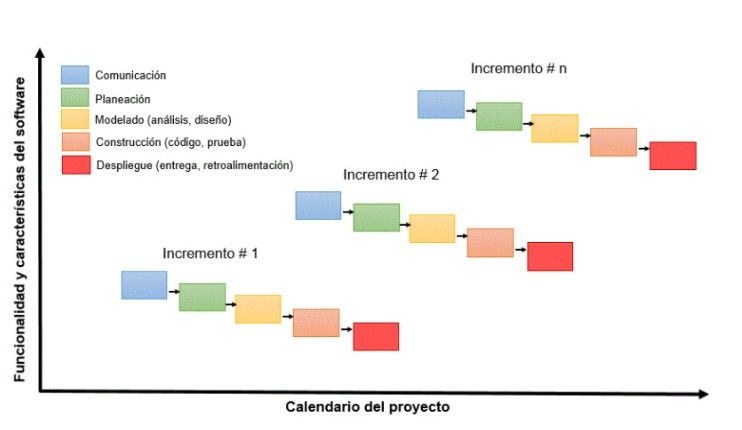 Funcionalidad y características del software
Comunicación
Planeación
Modelado (análisis, diseño)
Construcción (código, prueba)
Despliegue (entrega, retroalimentación)
Incremento # n
Incremento # 2
Incremento # 1
Calendario del proyecto